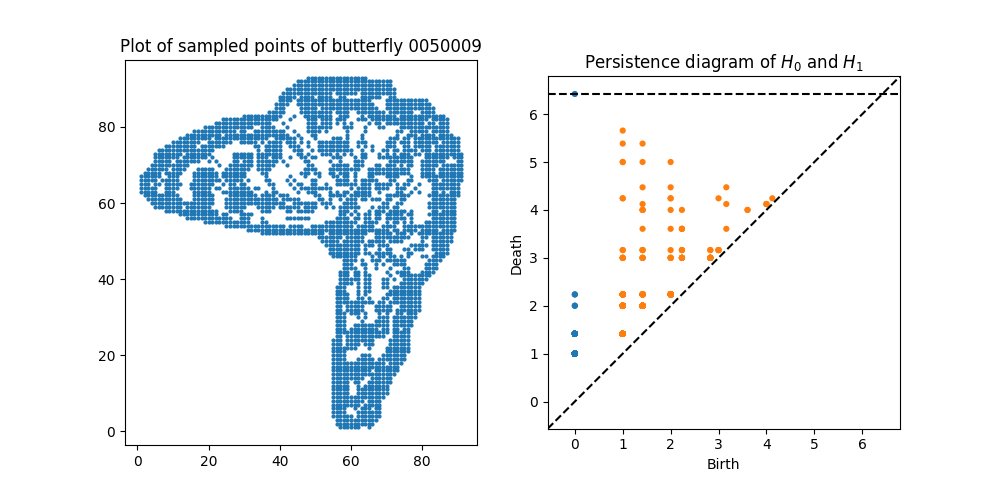 Plot of sampled points of butterfly 0050009
80
60
40
20
0
0 20 40 60 80
Persistence diagram of H₀ and H₁
Death
6
5
4
3
2
1
0
0 1 2 3 4 5 6
Birth